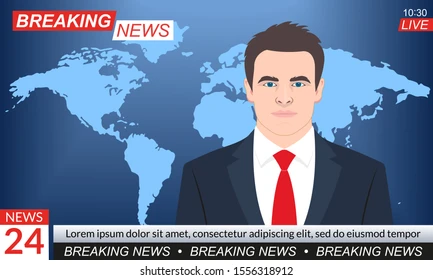 BREAKING
NEWS
10:30
LIVE
NEWS
24
Lorem ipsum dolor sit amet, consectetur adipiscing elit, sed do eiusmod tempor
BREAKING NEWS • BREAKING NEWS • BREAKING NEWS
shutterstock.com · 1556318912